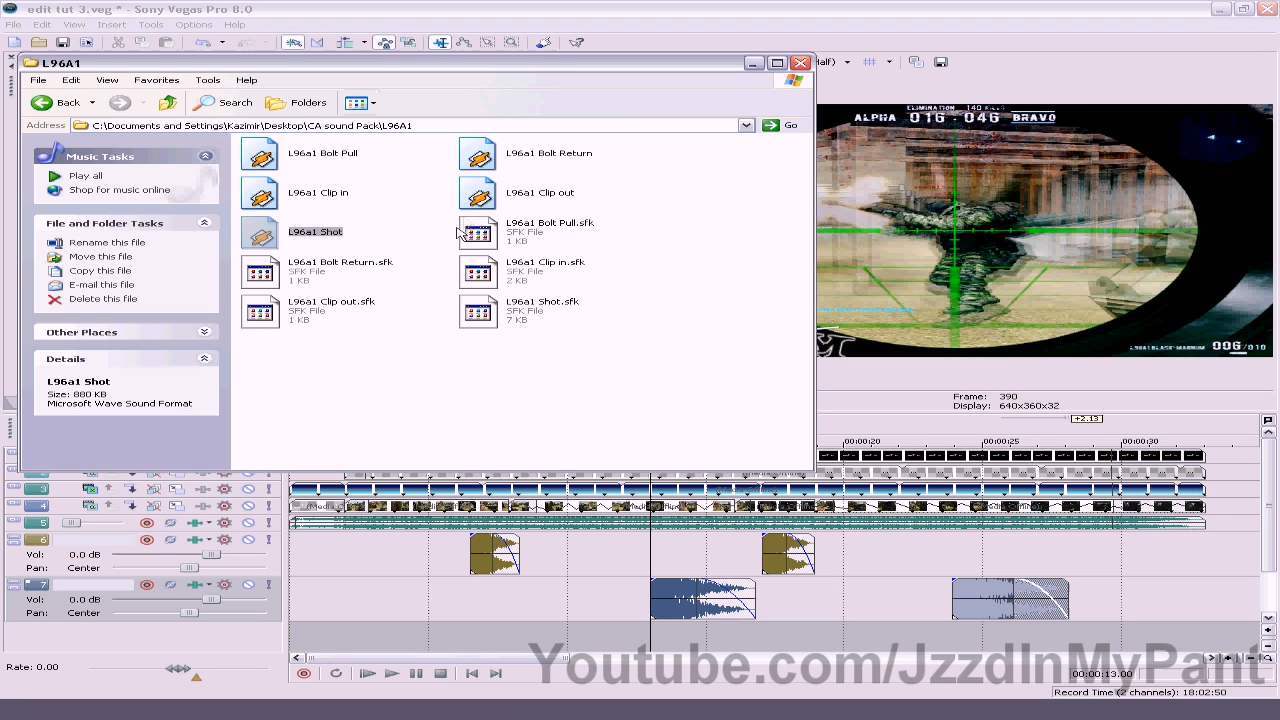 edit tut 3.veg * - Sony Vegas Pro 8.0
File Edit View Insert Tools Options Help
L96A1
File Edit View Favorites Tools Help
Back Search Folders
Address C:\Documents and Settings\Kazimir\Desktop\A sound Pack\L96A1 Go
Music Tasks
Play all
Shop for music online
File and Folder Tasks
Rename this file
Move this file
Copy this file
E-mail this file
Delete this file
Other Places
Details
L96a1 Shot
Size: 880 KB
Microsoft Wave Sound Format
L96a1 Bolt Pull
L96a1 Bolt Return
L96a1 Clip in
L96a1 Clip out
L96a1 Shot
L96a1 Bolt Pull.sfk
SFK File
1 KB
L96a1 Bolt Return.sfk
SFK File
1 KB
L96a1 Clip in.sfk
SFK File
2 KB
L96a1 Clip out.sfk
SFK File
1 KB
L96a1 Shot.sfk
SFK File
7 KB
ELIMINATION 140 KILLS
ALPHA 016 - 046 BRAVO
L96A1 BLACK-MAGNUM 006/010
Frame: 390
Display: 640x360x32
+2.13
00:00:20 00:00:25 00:00:30
3
4
5
6
Vol: 0.0 dB
Pan: Center
7
Vol: 0.0 dB
Pan: Center
Rate: 0.00
Youtube.com/JzzdInMyPant
00:00:13.00
Record Time (2 channels): 18:02:50